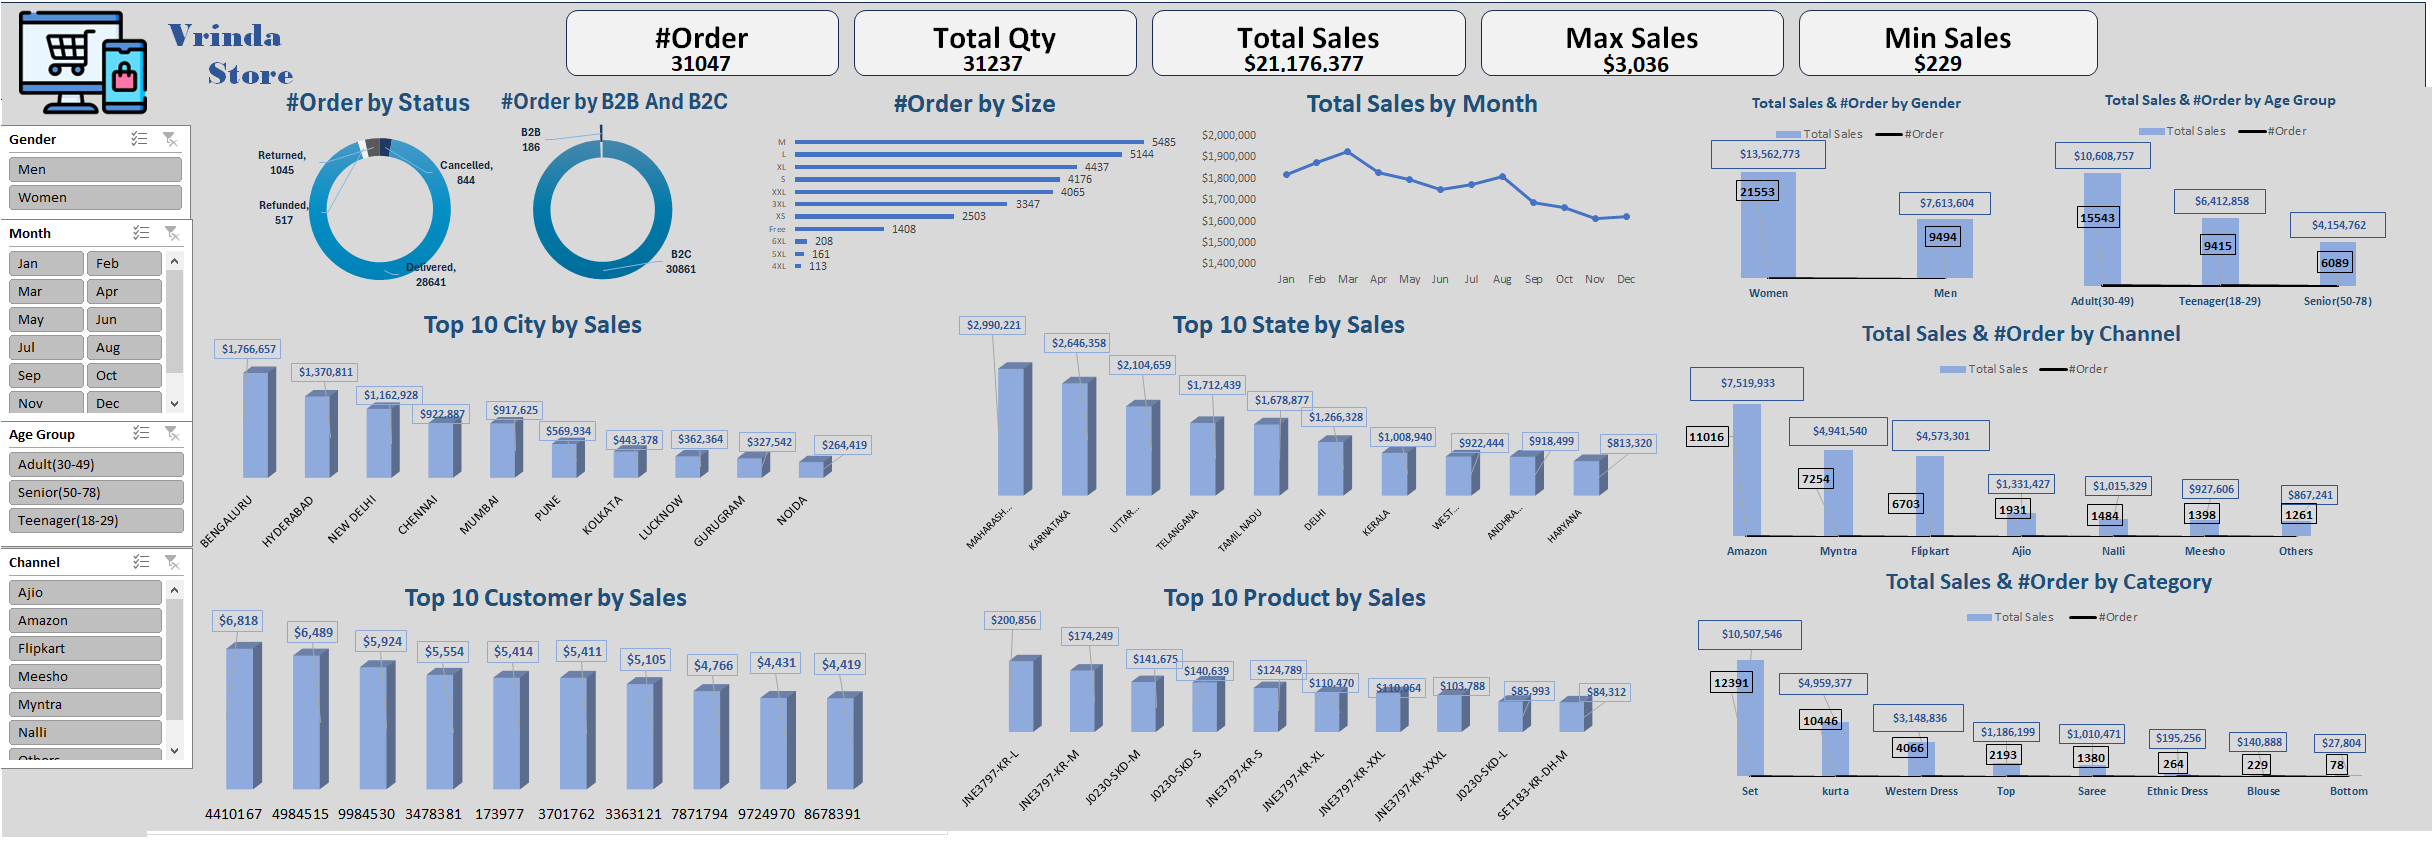 Vrinda
Store
#Order
31047
Total Qty
31237
Total Sales
$21,176,377
Max Sales
$3,036
Min Sales
$229
Gender
Men
Women
Month
Jan
Feb
Mar
Apr
May
Jun
Jul
Aug
Sep
Oct
Nov
Dec
Age Group
Adult(30-49)
Senior(50-78)
Teenager(18-29)
Channel
Ajio
Amazon
Flipkart
Meesho
Myntra
Nalli
Others
#Order by Status
Returned,
1045
Cancelled,
844
Refunded,
517
Delivered,
28641
#Order by B2B And B2C
B2B
186
B2C
30861
#Order by Size
M 5485
L 5144
XL 4437
S 4176
XXL 4065
3XL 3347
XS 2503
Free 1408
6XL 208
5XL 161
4XL 113
Total Sales by Month
$2,000,000
$1,900,000
$1,800,000
$1,700,000
$1,600,000
$1,500,000
$1,400,000
Jan Feb Mar Apr May Jun Jul Aug Sep Oct Nov Dec
Total Sales & #Order by Gender
Total Sales #Order
$13,562,773
21553
$7,613,604
9494
Women Men
Total Sales & #Order by Age Group
Total Sales #Order
$10,608,757
15543
$6,412,858
9415
$4,154,762
6089
Adult(30-49) Teenager(18-29) Senior(50-78)
Top 10 City by Sales
$1,766,657
$1,370,811
$1,162,928
$922,887
$917,625
$569,934
$443,378
$362,364
$327,542
$264,419
BENGALURU
HYDERABAD
NEW DELHI
CHENNAI
MUMBAI
PUNE
KOLKATA
LUCKNOW
GURUGRAM
NOIDA
Top 10 State by Sales
$2,990,221
$2,646,358
$2,104,659
$1,712,439
$1,678,877
$1,266,328
$1,008,940
$922,444
$918,499
$813,320
MAHARASH...
KARNATAKA
UTTAR...
TELANGANA
TAMIL NADU
DELHI
KERALA
WEST...
ANDHRA...
HARYANA
Total Sales & #Order by Channel
Total Sales #Order
$7,519,933
11016
$4,941,540
7254
$4,573,301
6703
$1,331,427
1931
$1,015,329
1484
$927,606
1398
$867,241
1261
Amazon Myntra Flipkart Ajio Nalli Meesho Others
Top 10 Customer by Sales
$6,818
$6,489
$5,924
$5,554
$5,414
$5,411
$5,105
$4,766
$4,431
$4,419
4410167 4984515 9984530 3478381 173977 3701762 3363121 7871794 9724970 8678391
Top 10 Product by Sales
$200,856
$174,249
$141,675
$140,639
$124,789
$110,470
$110,064
$103,788
$85,993
$84,312
JNE3797-KR-L
JNE3797-KR-M
J0230-SKD-M
J0230-SKD-S
JNE3797-KR-S
JNE3797-KR-XL
JNE3797-KR-XXL
JNE3797-KR-XXXL
J0230-SKD-L
SET183-KR-DH-M
Total Sales & #Order by Category
Total Sales #Order
$10,507,546
12391
$4,959,377
10446
$3,148,836
4066
$1,186,199
2193
$1,010,471
1380
$195,256
264
$140,888
229
$27,804
78
Set kurta Western Dress Top Saree Ethnic Dress Blouse Bottom